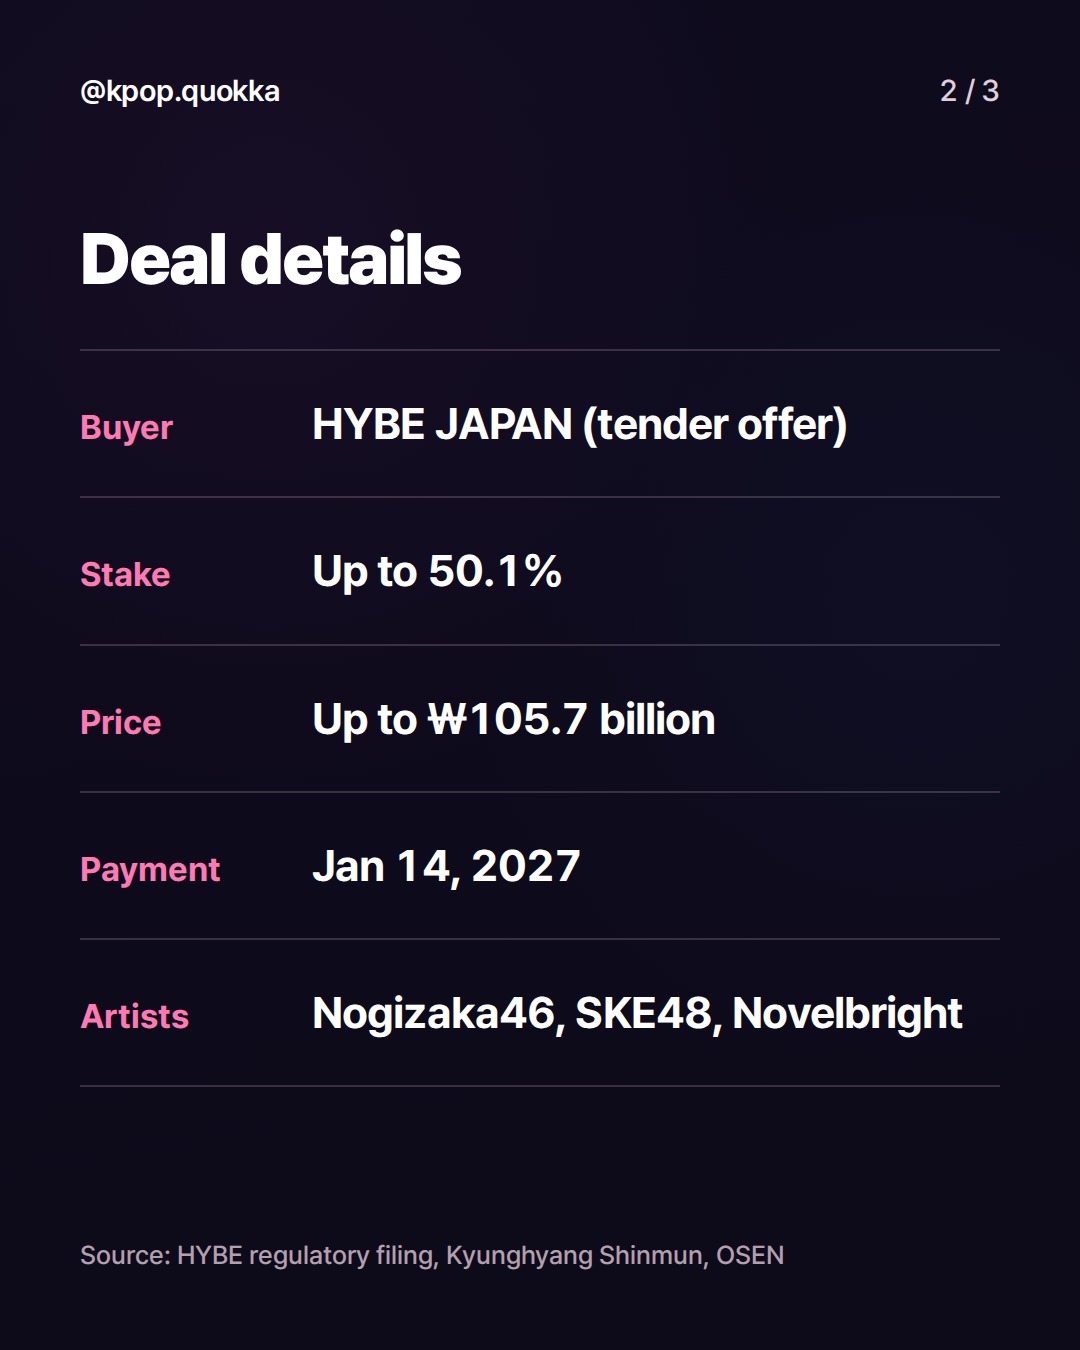 @kpop.quokka
2 / 3
Deal details
Buyer HYBE JAPAN (tender offer)
Stake Up to 50.1%
Price Up to ₩105.7 billion
Payment Jan 14, 2027
Artists Nogizaka46, SKE48, Novelbright
Source: HYBE regulatory filing, Kyunghyang Shinmun, OSEN